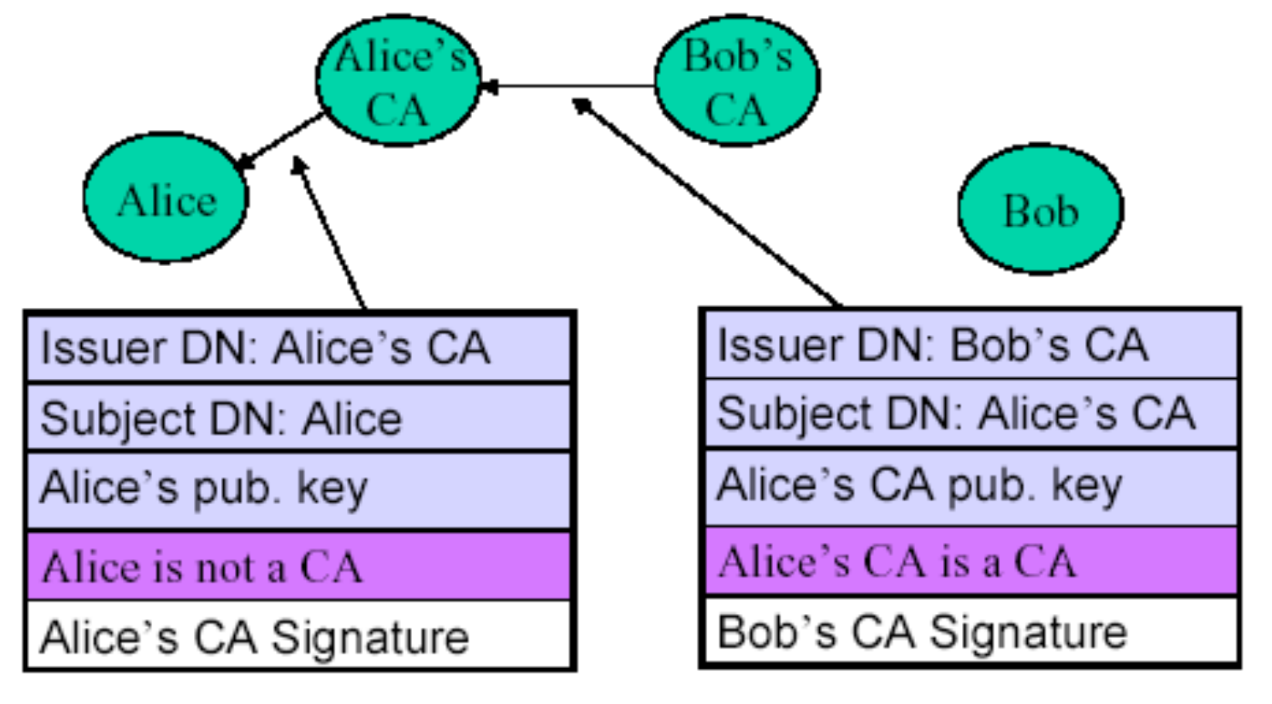 Alice's
CA
Bob's
CA
Alice
Bob
Issuer DN: Alice's CA
Subject DN: Alice
Alice's pub. key
Alice is not a CA
Alice's CA Signature
Issuer DN: Bob's CA
Subject DN: Alice's CA
Alice's CA pub. key
Alice's CA is a CA
Bob's CA Signature